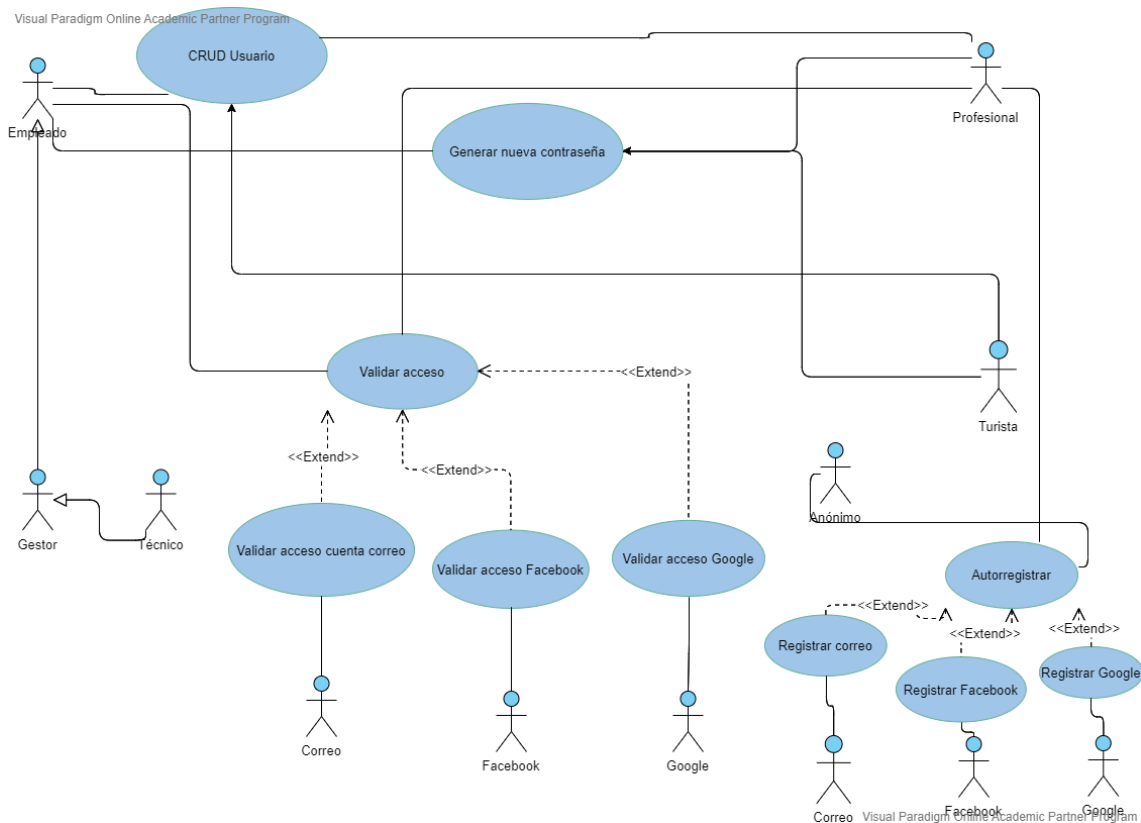 Visual Paradigm Online Academic Partner Program
CRUD Usuario
Empleado
Profesional
Generar nueva contraseña
Validar acceso
<<Extend>>
Turista
<<Extend>>
<<Extend>>
Gestor
Técnico
Anónimo
Validar acceso cuenta correo
Validar acceso Facebook
Validar acceso Google
Autorregistrar
<<Extend>>
<<Extend>>
<<Extend>>
Registrar correo
Registrar Facebook
Registrar Google
Correo
Facebook
Google
Correo
Facebook
Google
Visual Paradigm Online Academic Partner Program